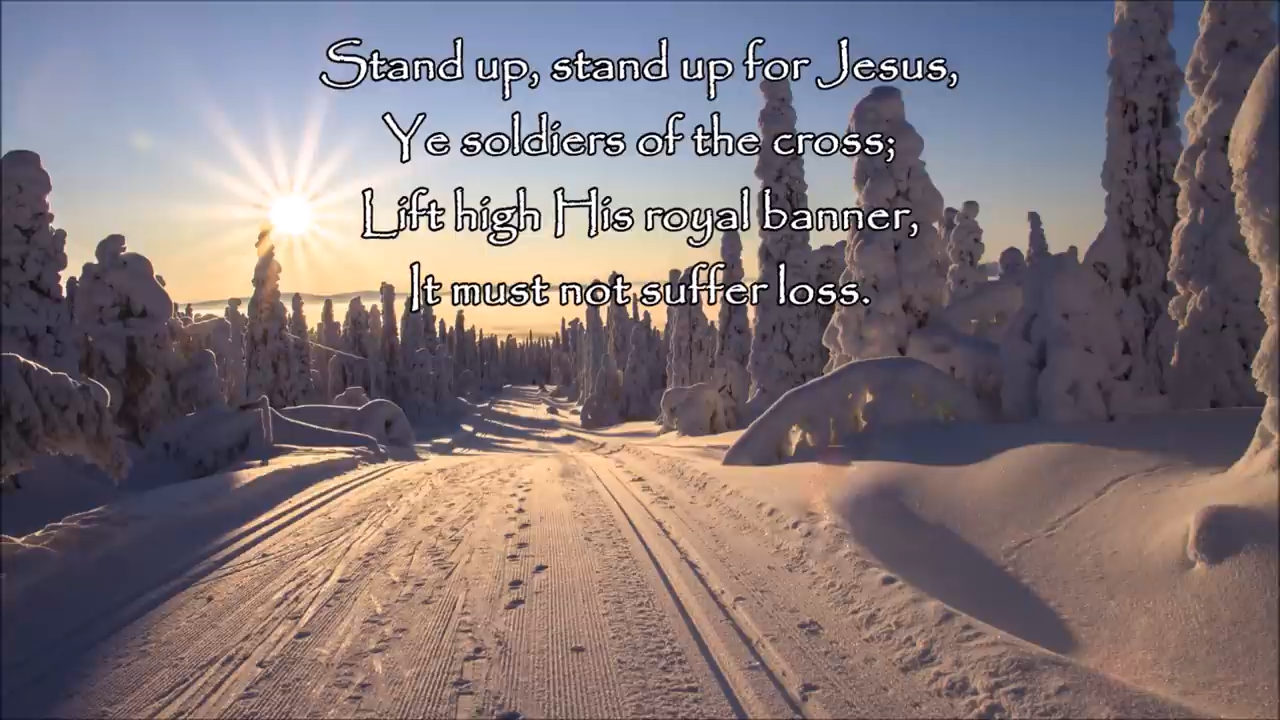 Stand up, stand up for Jesus,
Ye soldiers of the cross;
Lift high His royal banner,
It must not suffer loss.